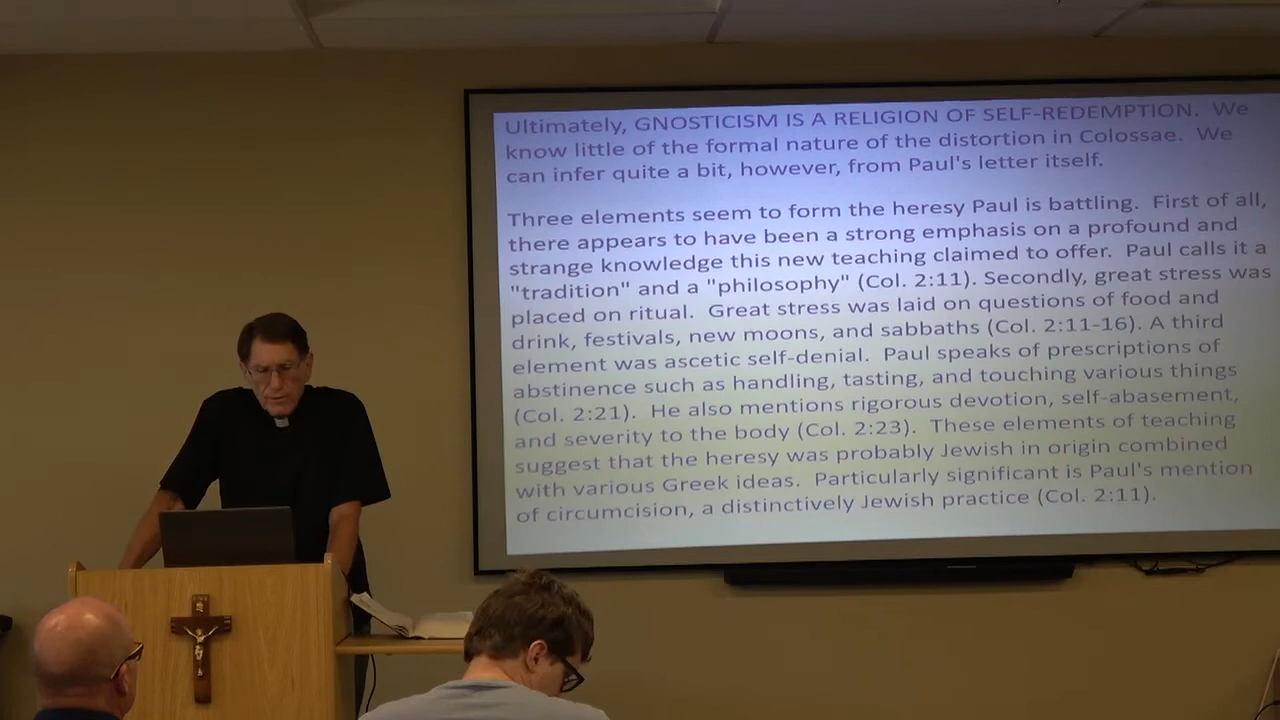 Ultimately, GNOSTICISM IS A RELIGION OF SELF-REDEMPTION. We
know little of the formal nature of the distortion in Colossae. We
can infer quite a bit, however, from Paul's letter itself.
Three elements seem to form the heresy Paul is battling. First of all,
there appears to have been a strong emphasis on a profound and
strange knowledge this new teaching claimed to offer. Paul calls it a
"tradition" and a "philosophy" (Col. 2:11). Secondly, great stress was
placed on ritual. Great stress was laid on questions of food and
drink, festivals, new moons, and sabbaths (Col. 2:11-16). A third
element was ascetic self-denial. Paul speaks of prescriptions of
abstinence such as handling, tasting, and touching various things
(Col. 2:21). He also mentions rigorous devotion, self-abasement,
and severity to the body (Col. 2:23). These elements of teaching
suggest that the heresy was probably Jewish in origin combined
with various Greek ideas. Particularly significant is Paul's mention
of circumcision, a distinctively Jewish practice (Col. 2:11).